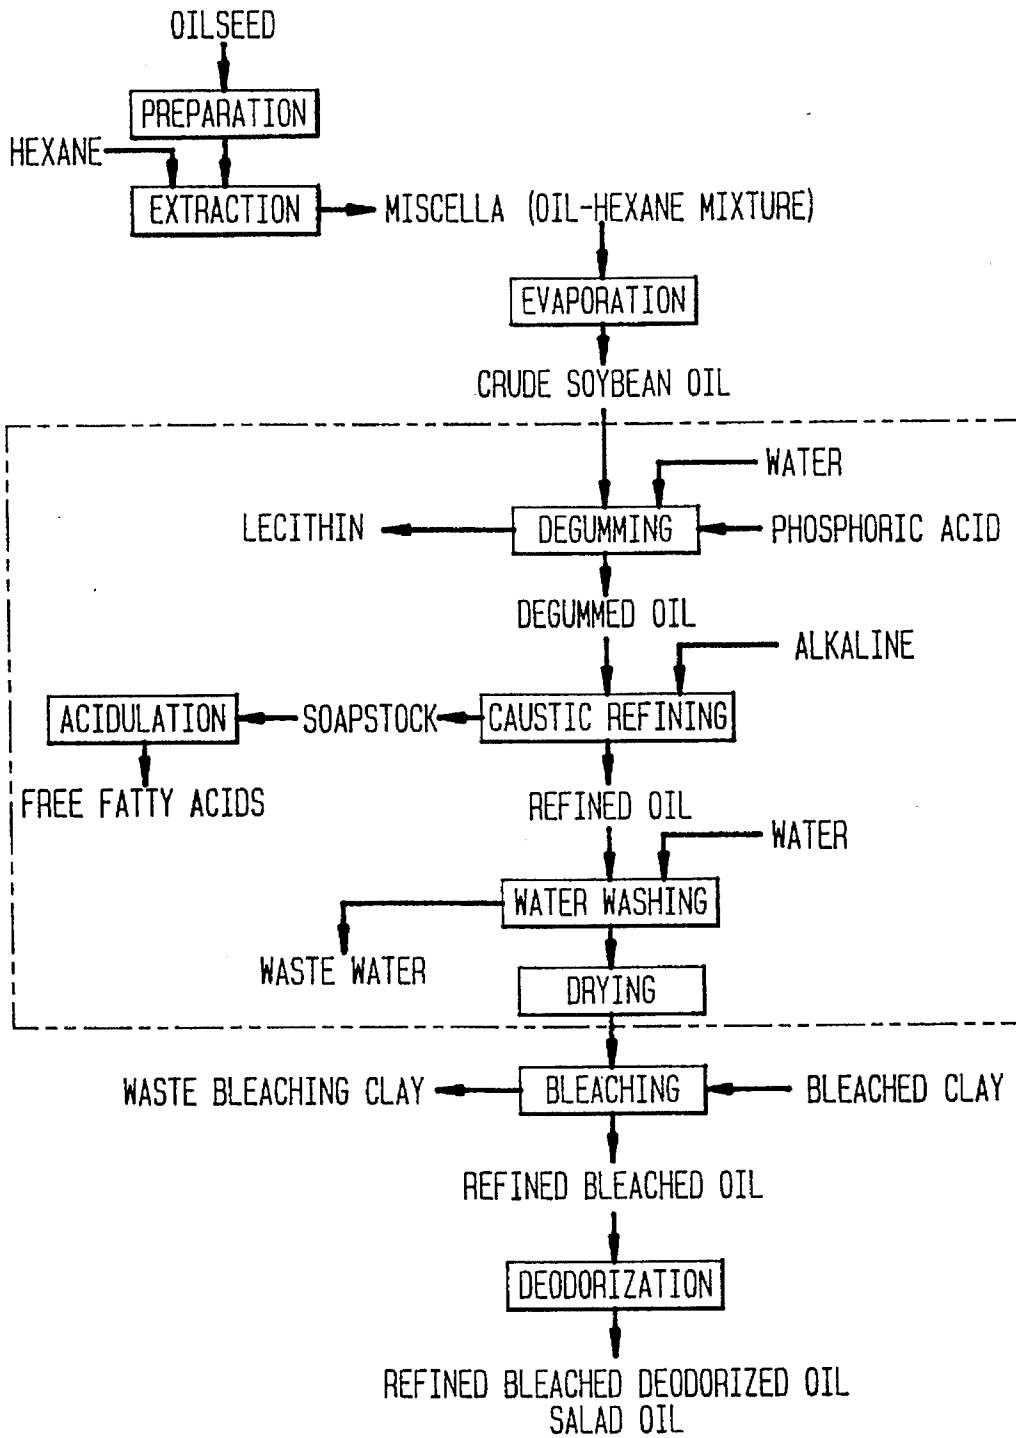 OILSEED
PREPARATION
HEXANE
EXTRACTION
MISCELLA (OIL-HEXANE MIXTURE)
EVAPORATION
CRUDE SOYBEAN OIL
WATER
LECITHIN
DEGUMMING
PHOSPHORIC ACID
DEGUMMED OIL
ALKALINE
ACIDULATION
SOAPSTOCK
CAUSTIC REFINING
FREE FATTY ACIDS
REFINED OIL
WATER
WATER WASHING
WASTE WATER
DRYING
WASTE BLEACHING CLAY
BLEACHING
BLEACHED CLAY
REFINED BLEACHED OIL
DEODORIZATION
REFINED BLEACHED DEODORIZED OIL
SALAD OIL